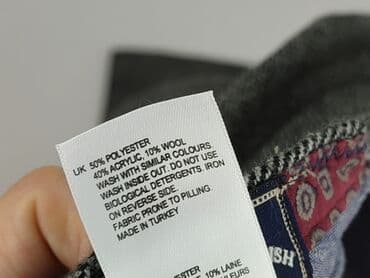 UK 50% POLYESTER
40% ACRYLIC, 10% WOOL
WASH WITH SIMILAR COLOURS
WASH INSIDE OUT. DO NOT USE
BIOLOGICAL DETERGENTS. IRON
ON REVERSE SIDE.
FABRIC PRONE TO PILLING
MADE IN TURKEY
10% LAINE